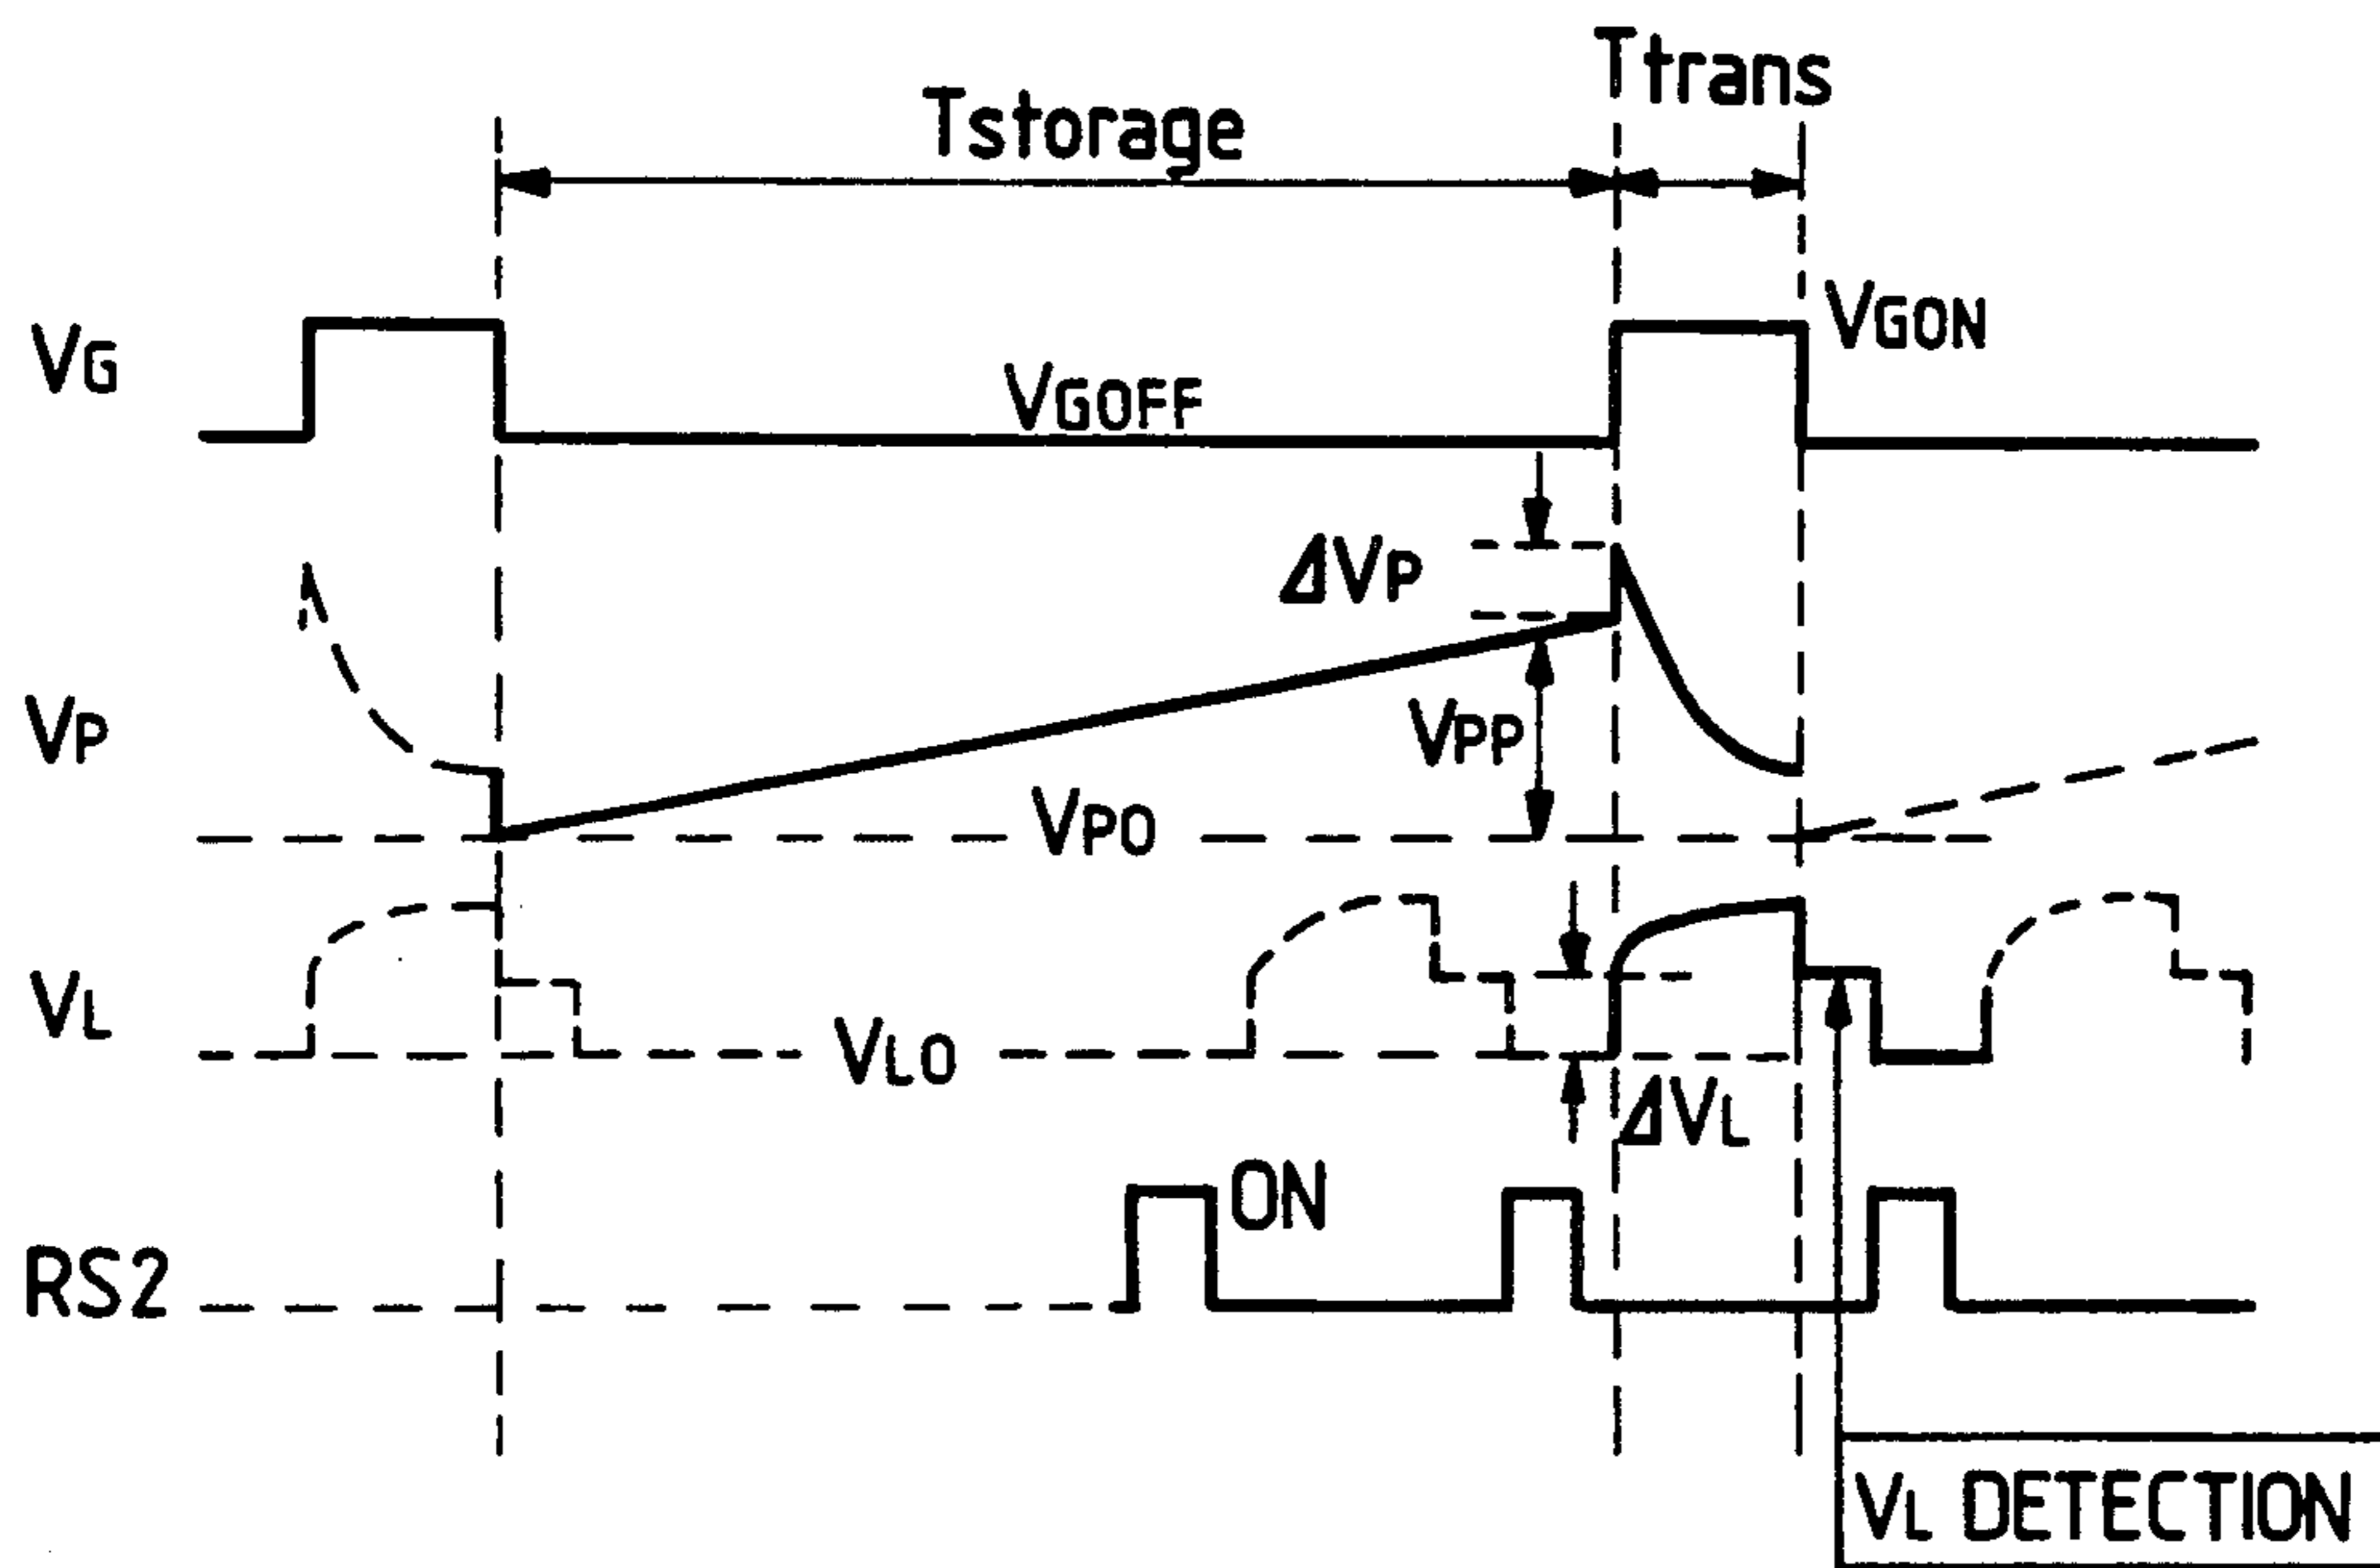 Ttrans
Tstorage
VGON
VG
VGOFF
ΔVP
VP
VPP
VPO
VL
VLO
ΔVL
ON
RS2
VL DETECTION